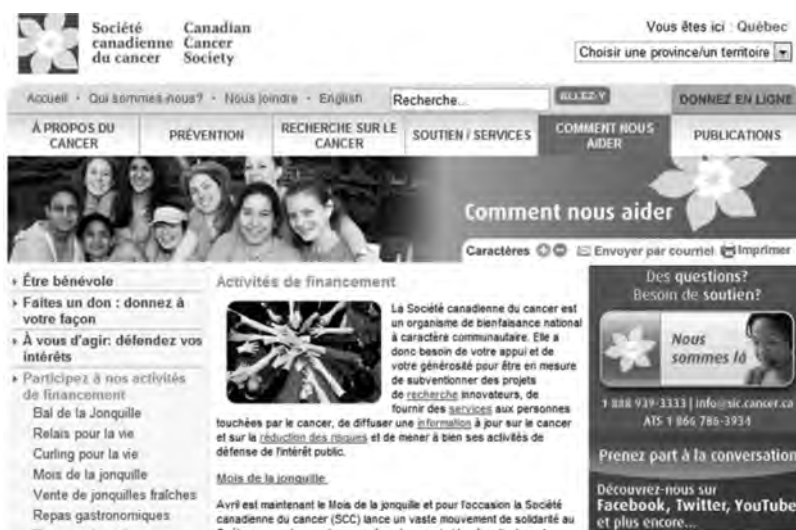 Société
canadienne
du cancer
Canadian
Cancer
Society
Vous êtes ici : Québec
Choisir une province/un territoire
Accueil • Qui sommes-nous? • Nous joindre • English
Recherche...
ALLEZ-Y
DONNEZ EN LIGNE
À PROPOS DU
CANCER
PRÉVENTION
RECHERCHE SUR LE
CANCER
SOUTIEN / SERVICES
COMMENT NOUS
AIDER
PUBLICATIONS
Comment nous aider
Caractères
Envoyer par courriel
Imprimer
Être bénévole
Faites un don : donnez à
votre façon
À vous d'agir: défendez vos
intérêts
Participez à nos activités
de financement
Bal de la Jonquille
Relais pour la vie
Curling pour la vie
Mois de la jonquille
Vente de jonquilles fraîches
Repas gastronomiques
Activités de financement
La Société canadienne du cancer est
un organisme de bienfaisance national
à caractère communautaire. Elle a
donc besoin de votre appui et de
votre générosité pour être en mesure
de subventionner des projets
de recherche innovateurs, de
fournir des services aux personnes
touchées par le cancer, de diffuser une information à jour sur le cancer
et sur la réduction des risques et de mener à bien ses activités de
défense de l'intérêt public.
Mois de la jonquille
Avril est maintenant le Mois de la jonquille et pour l'occasion la Société
canadienne du cancer (SCC) lance un vaste mouvement de solidarité au
Des questions?
Besoin de soutien?
Nous
sommes là
1 888 939-3333 | info@sic.cancer.ca
ATS 1 866 786-3934
Prenez part à la conversation
Découvrez-nous sur
Facebook, Twitter, YouTube
et plus encore...